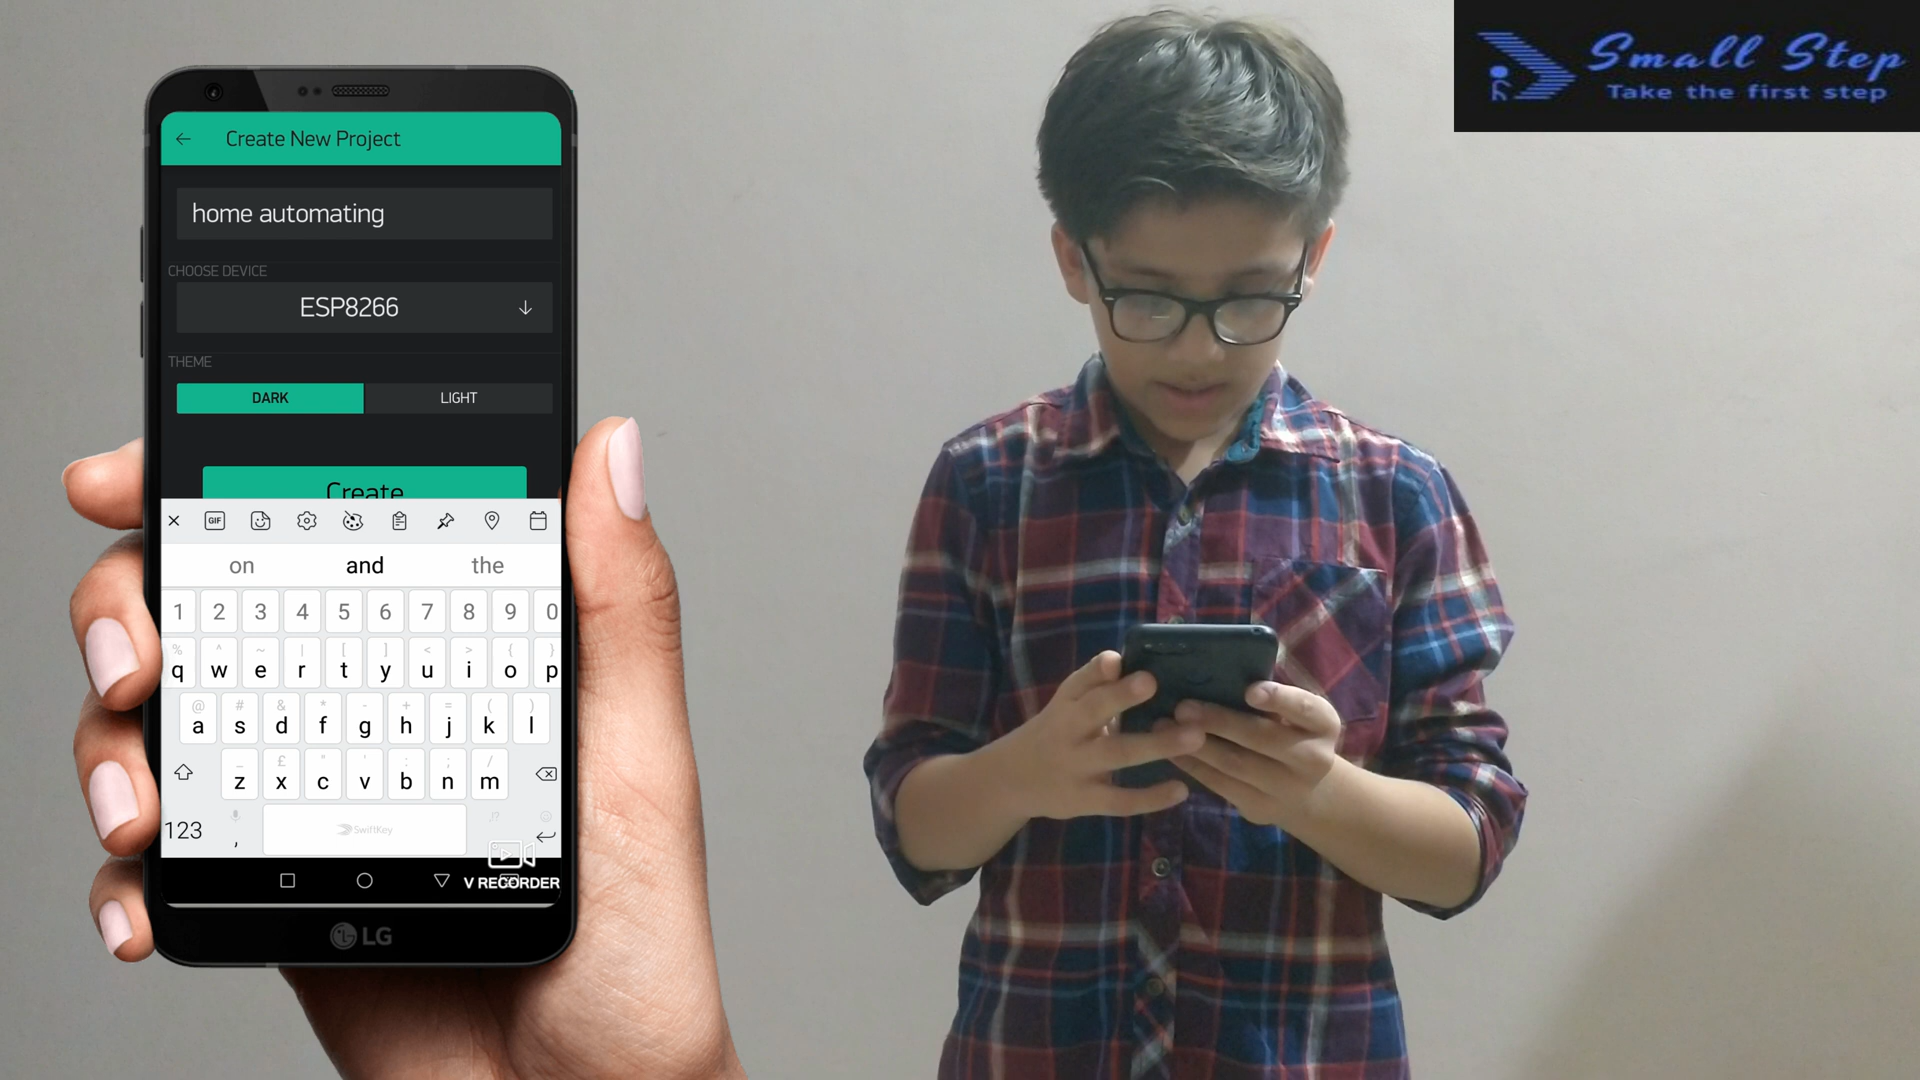 Small Step
Take the first step
Create New Project
home automating
CHOOSE DEVICE
ESP8266
THEME
DARK LIGHT
Create
GIF
on and the
1 2 3 4 5 6 7 8 9 0
% ^ ~ | [ ] < > { }
q w e r t y u i o p
@ # & * - + = ( )
a s d f g h j k l
_ £ " ' : ; /
z x c v b n m
123 , SwiftKey !?
V RECORDER
LG